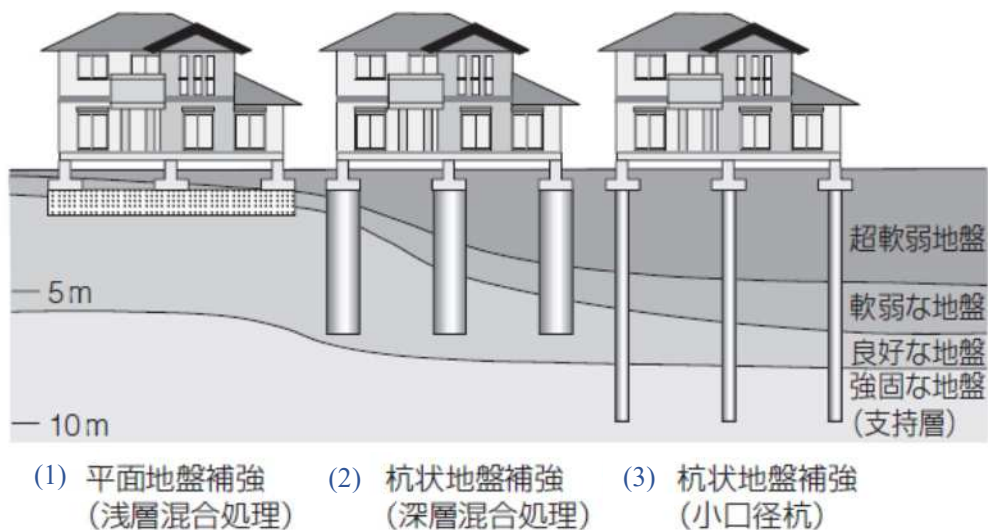 超軟弱地盤
5m
軟弱な地盤
良好な地盤
強固な地盤
(支持層)
10m
(1) 平面地盤補強
(浅層混合処理)
(2) 杭状地盤補強
(深層混合処理)
(3) 杭状地盤補強
(小口径杭)